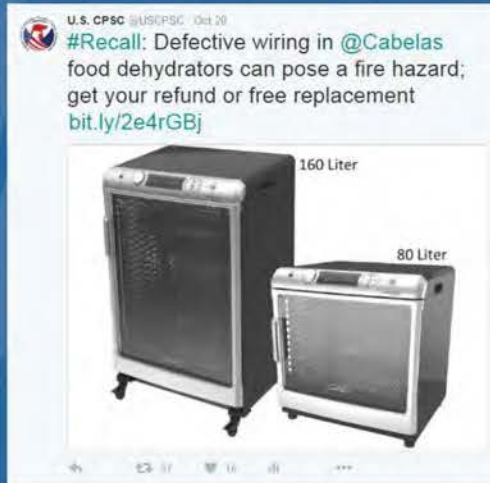 U.S. CPSC @USCPSC Oct 20
#Recall: Defective wiring in @Cabelas
food dehydrators can pose a fire hazard;
get your refund or free replacement
bit.ly/2e4rGBj
160 Liter
80 Liter